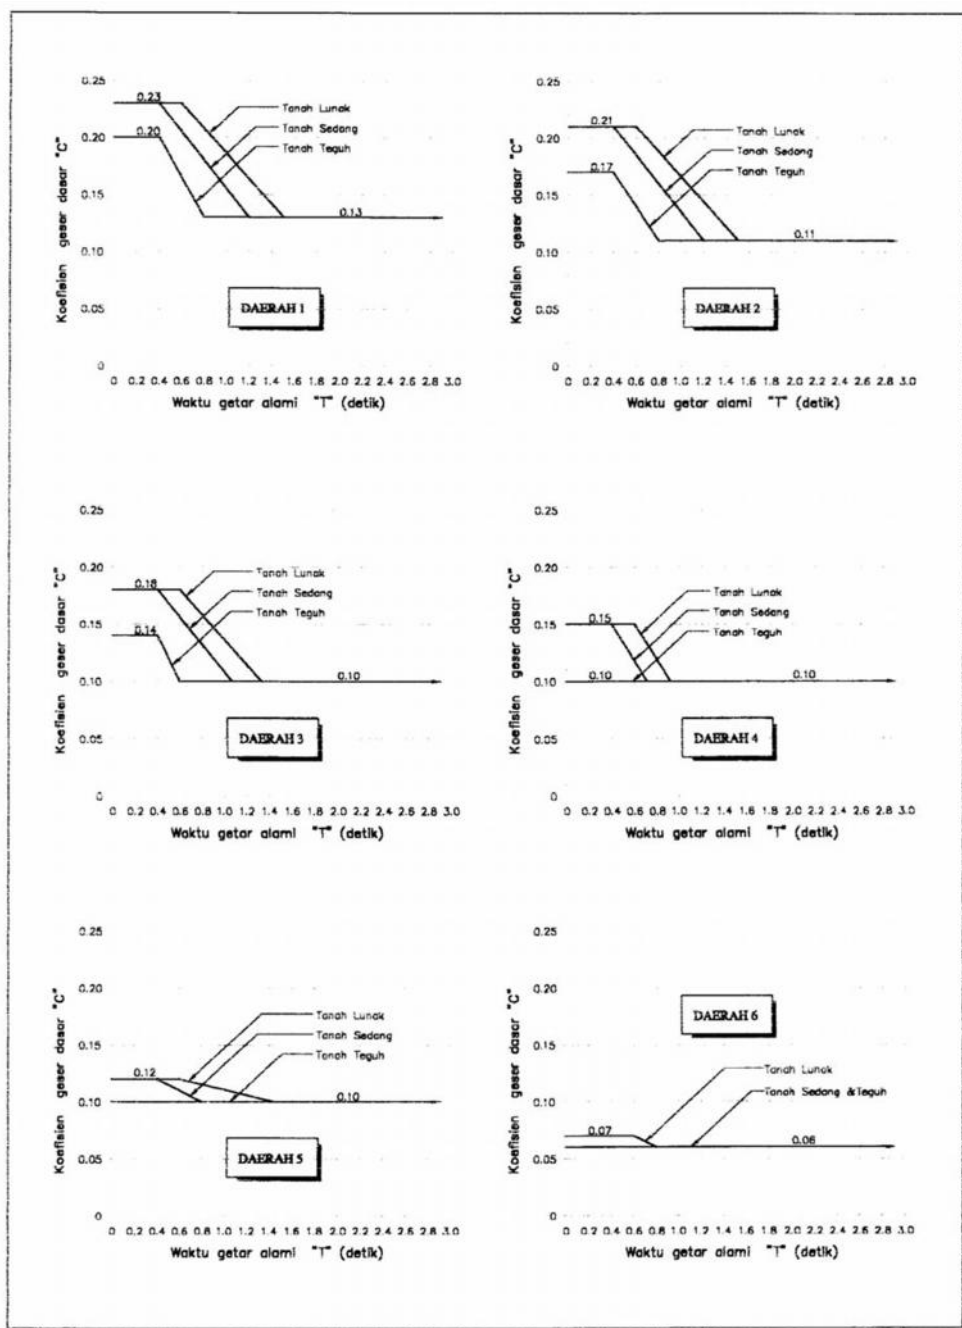 0.25
0.20
0.15
0.10
0.05
0
0.23
0.20
0.13
Tanah Lunak
Tanah Sedang
Tanah Teguh
Koefisien geser dasar "C"
DAERAH 1
0 0.2 0.4 0.6 0.8 1.0 1.2 1.4 1.6 1.8 2.0 2.2 2.4 2.6 2.8 3.0
Waktu getar alami "T" (detik)
0.25
0.20
0.15
0.10
0.05
0
0.21
0.17
0.11
Tanah Lunak
Tanah Sedang
Tanah Teguh
Koefisien geser dasar "C"
DAERAH 2
0 0.2 0.4 0.6 0.8 1.0 1.2 1.4 1.6 1.8 2.0 2.2 2.4 2.6 2.8 3.0
Waktu getar alami "T" (detik)
0.25
0.20
0.15
0.10
0.05
0
0.18
0.14
0.10
Tanah Lunak
Tanah Sedang
Tanah Teguh
Koefisien geser dasar "C"
DAERAH 3
0 0.2 0.4 0.6 0.8 1.0 1.2 1.4 1.6 1.8 2.0 2.2 2.4 2.6 2.8 3.0
Waktu getar alami "T" (detik)
0.25
0.20
0.15
0.10
0.05
0
0.15
0.10
0.10
Tanah Lunak
Tanah Sedang
Tanah Teguh
Koefisien geser dasar "C"
DAERAH 4
0 0.2 0.4 0.6 0.8 1.0 1.2 1.4 1.6 1.8 2.0 2.2 2.4 2.6 2.8 3.0
Waktu getar alami "T" (detik)
0.25
0.20
0.15
0.10
0.05
0
0.12
0.10
Tanah Lunak
Tanah Sedang
Tanah Teguh
Koefisien geser dasar "C"
DAERAH 5
0 0.2 0.4 0.6 0.8 1.0 1.2 1.4 1.6 1.8 2.0 2.2 2.4 2.6 2.8 3.0
Waktu getar alami "T" (detik)
0.25
0.20
0.15
0.10
0.05
0
0.07
0.06
DAERAH 6
Tanah Lunak
Tanah Sedang &Teguh
Koefisien geser dasar "C"
0 0.2 0.4 0.6 0.8 1.0 1.2 1.4 1.6 1.8 2.0 2.2 2.4 2.6 2.8 3.0
Waktu getar alami "T" (detik)